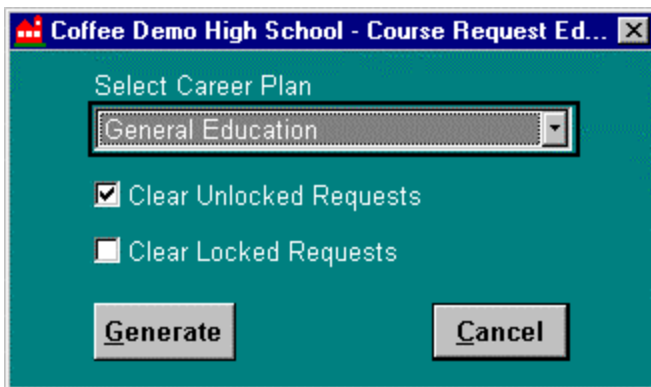 Coffee Demo High School - Course Request Ed...
Select Career Plan
General Education
Clear Unlocked Requests
Clear Locked Requests
Generate Cancel